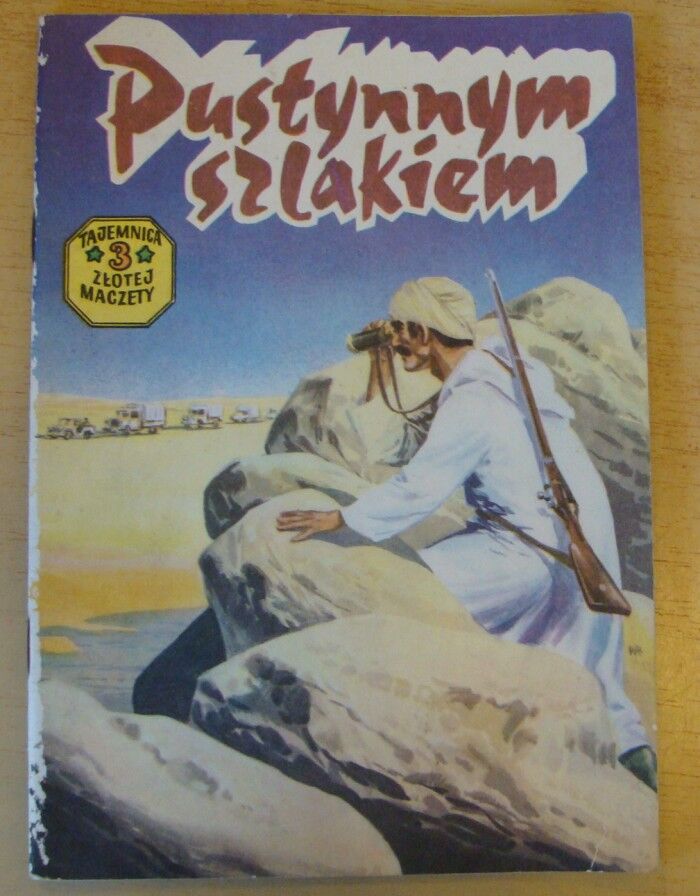 Pustynnym
szlakiem
TAJEMNICA
3
ZŁOTEJ
MACZETY